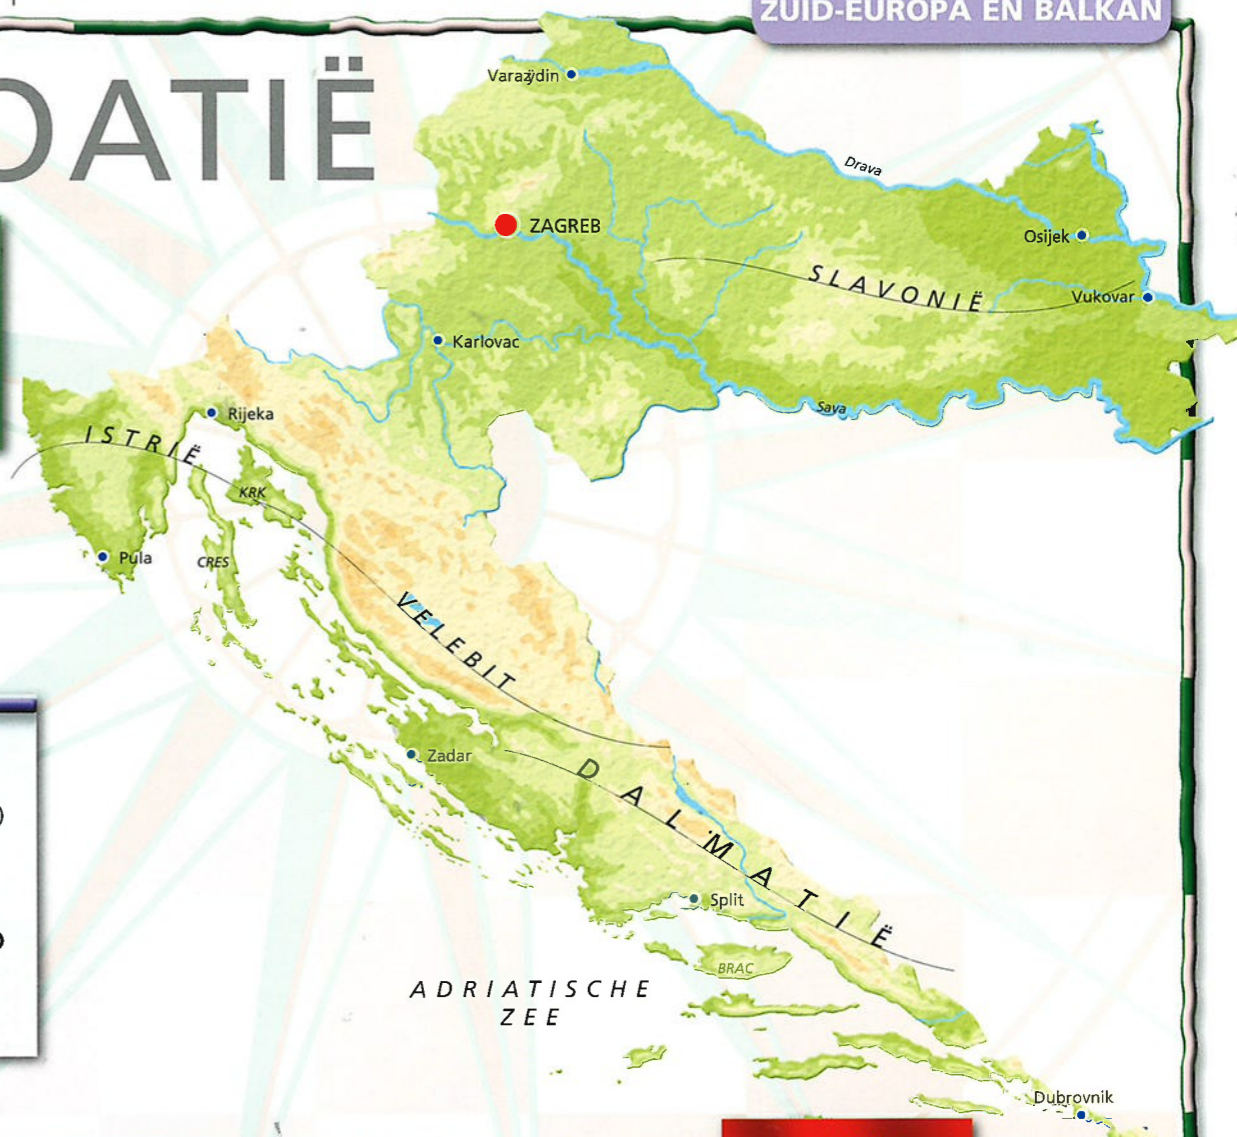 ZUID-EUROPA EN BALKAN
OATIË
Varaẏdin
Drava
ZAGREB
Osijek
SLAVONIË
Vukovar
Karlovac
Sava
Rijeka
ISTRIË
KRK
Pula
CRES
VELEBIT
Zadar
DALMATIË
Split
BRAC
ADRIATISCHE
ZEE
Dubrovnik